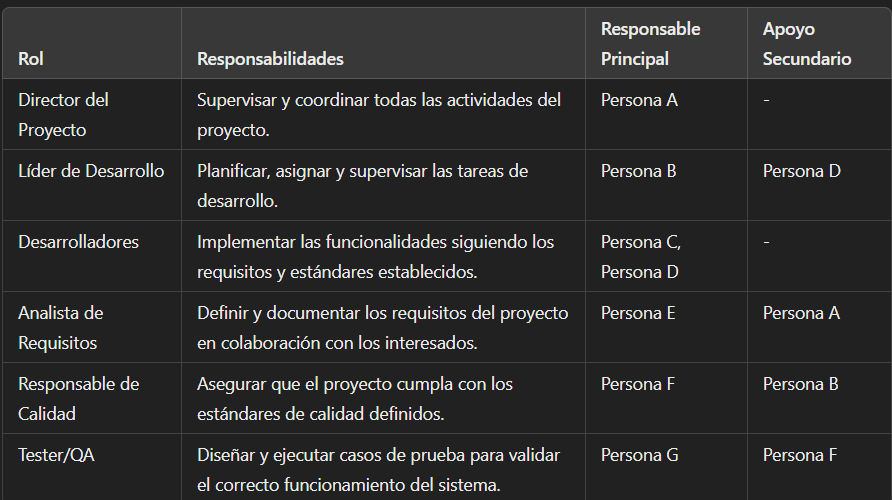 Rol Responsabilidades Responsable Principal Apoyo Secundario
Director del Proyecto Supervisar y coordinar todas las actividades del proyecto. Persona A -
Líder de Desarrollo Planificar, asignar y supervisar las tareas de desarrollo. Persona B Persona D
Desarrolladores Implementar las funcionalidades siguiendo los requisitos y estándares establecidos. Persona C, Persona D -
Analista de Requisitos Definir y documentar los requisitos del proyecto en colaboración con los interesados. Persona E Persona A
Responsable de Calidad Asegurar que el proyecto cumpla con los estándares de calidad definidos. Persona F Persona B
Tester/QA Diseñar y ejecutar casos de prueba para validar el correcto funcionamiento del sistema. Persona G Persona F